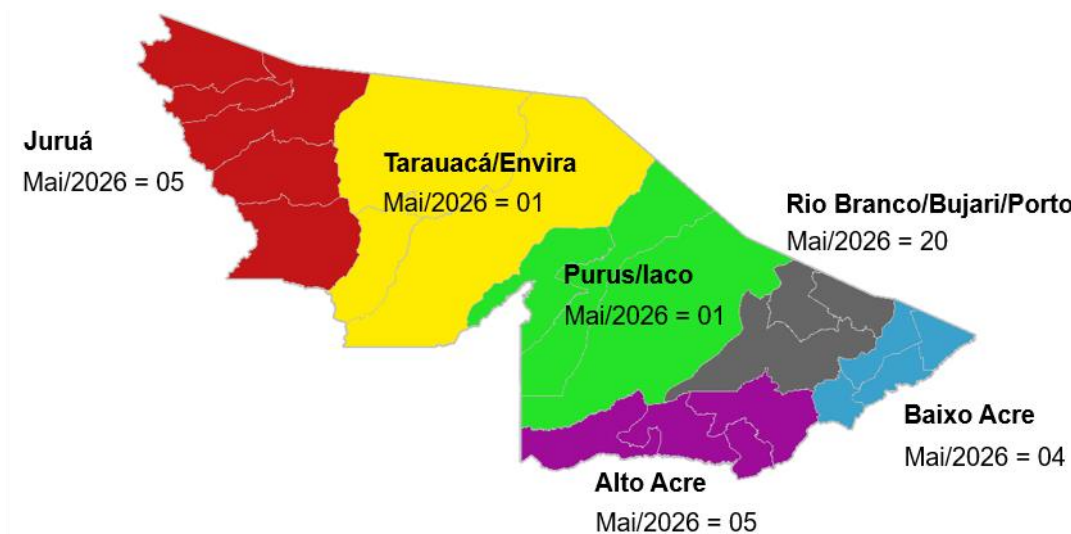 Juruá
Mai/2026 = 05
Tarauacá/Envira
Mai/2026 = 01
Rio Branco/Bujari/Porto
Mai/2026 = 20
Purus/Iaco
Mai/2026 = 01
Baixo Acre
Mai/2026 = 04
Alto Acre
Mai/2026 = 05